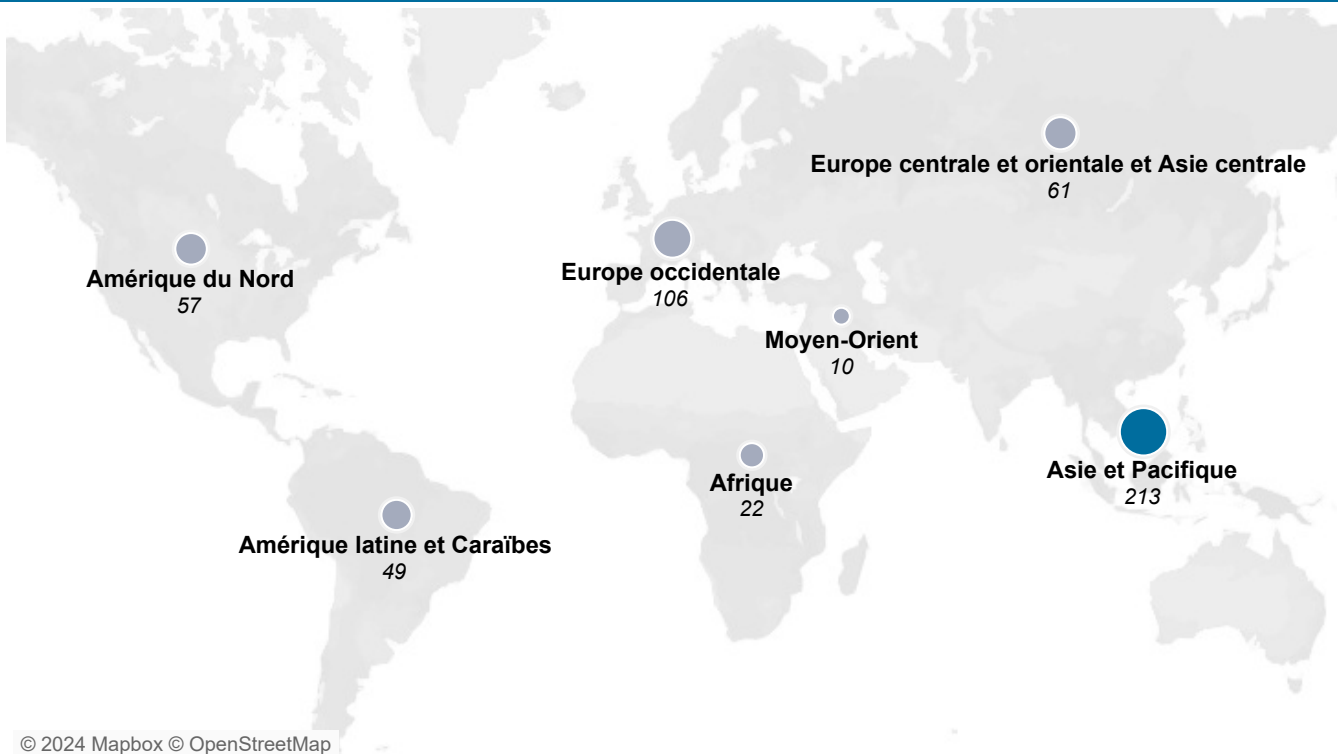 Europe centrale et orientale et Asie centrale
61
Amérique du Nord
57
Europe occidentale
106
Moyen-Orient
10
Asie et Pacifique
213
Afrique
22
Amérique latine et Caraïbes
49
© 2024 Mapbox © OpenStreetMap